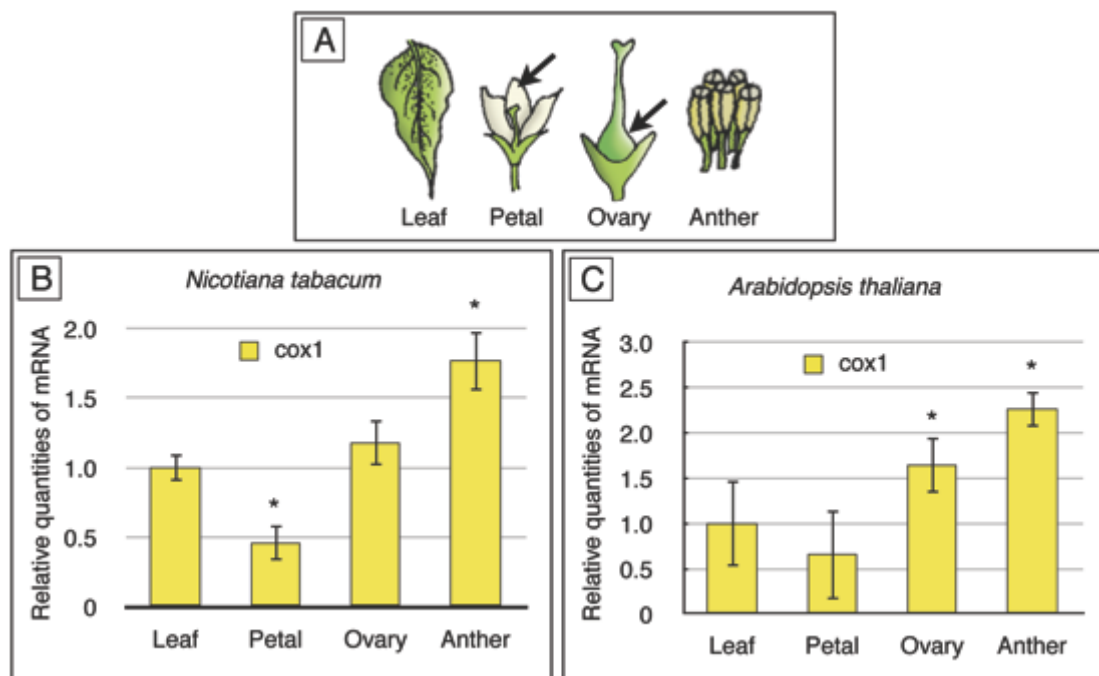 A
Leaf Petal Ovary Anther
B
Nicotiana tabacum
Relative quantities of mRNA
2.0
1.5
1.0
0.5
0
cox1
*
*
Leaf Petal Ovary Anther
C
Arabidopsis thaliana
Relative quantities of mRNA
3.0
2.5
2.0
1.5
1.0
0.5
0
cox1
*
*
Leaf Petal Ovary Anther